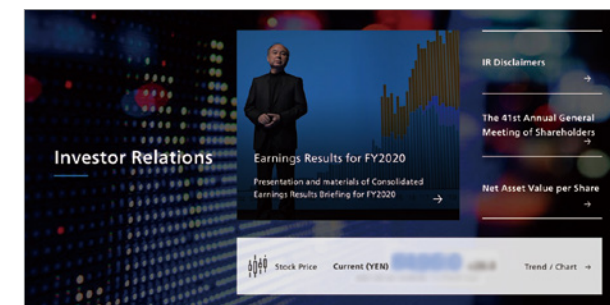 Investor Relations
Earnings Results for FY2020
Presentation and materials of Consolidated
Earnings Results Briefing for FY2020
→
IR Disclaimers
→
The 41st Annual General
Meeting of Shareholders
→
Net Asset Value per Share
→
Stock Price Current (YEN) Trend / Chart →